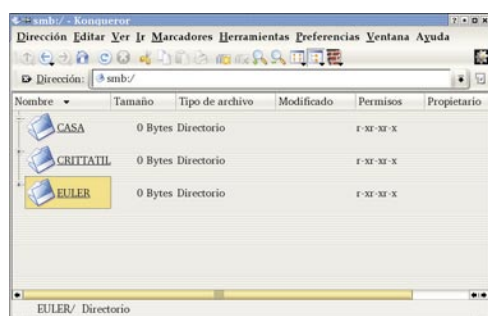 smb:/ - Konqueror
Dirección Editar Ver Ir Marcadores Herramientas Preferencias Ventana Ayuda
Dirección: smb:/
Nombre Tamaño Tipo de archivo Modificado Permisos Propietario
CASA 0 Bytes Directorio r-xr-xr-x
CRITTATIL 0 Bytes Directorio r-xr-xr-x
EULER 0 Bytes Directorio r-xr-xr-x
EULER/ Directorio